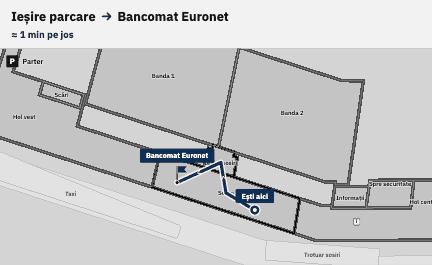 Ieșire parcare → Bancomat Euronet
≈ 1 min pe jos
P Parter
Banda 1
Scări
Banda 2
Hol vest
Bancomat Euronet
Ești aici
Spre securitate
Informații
Taxi
i
Trotuar sosiri